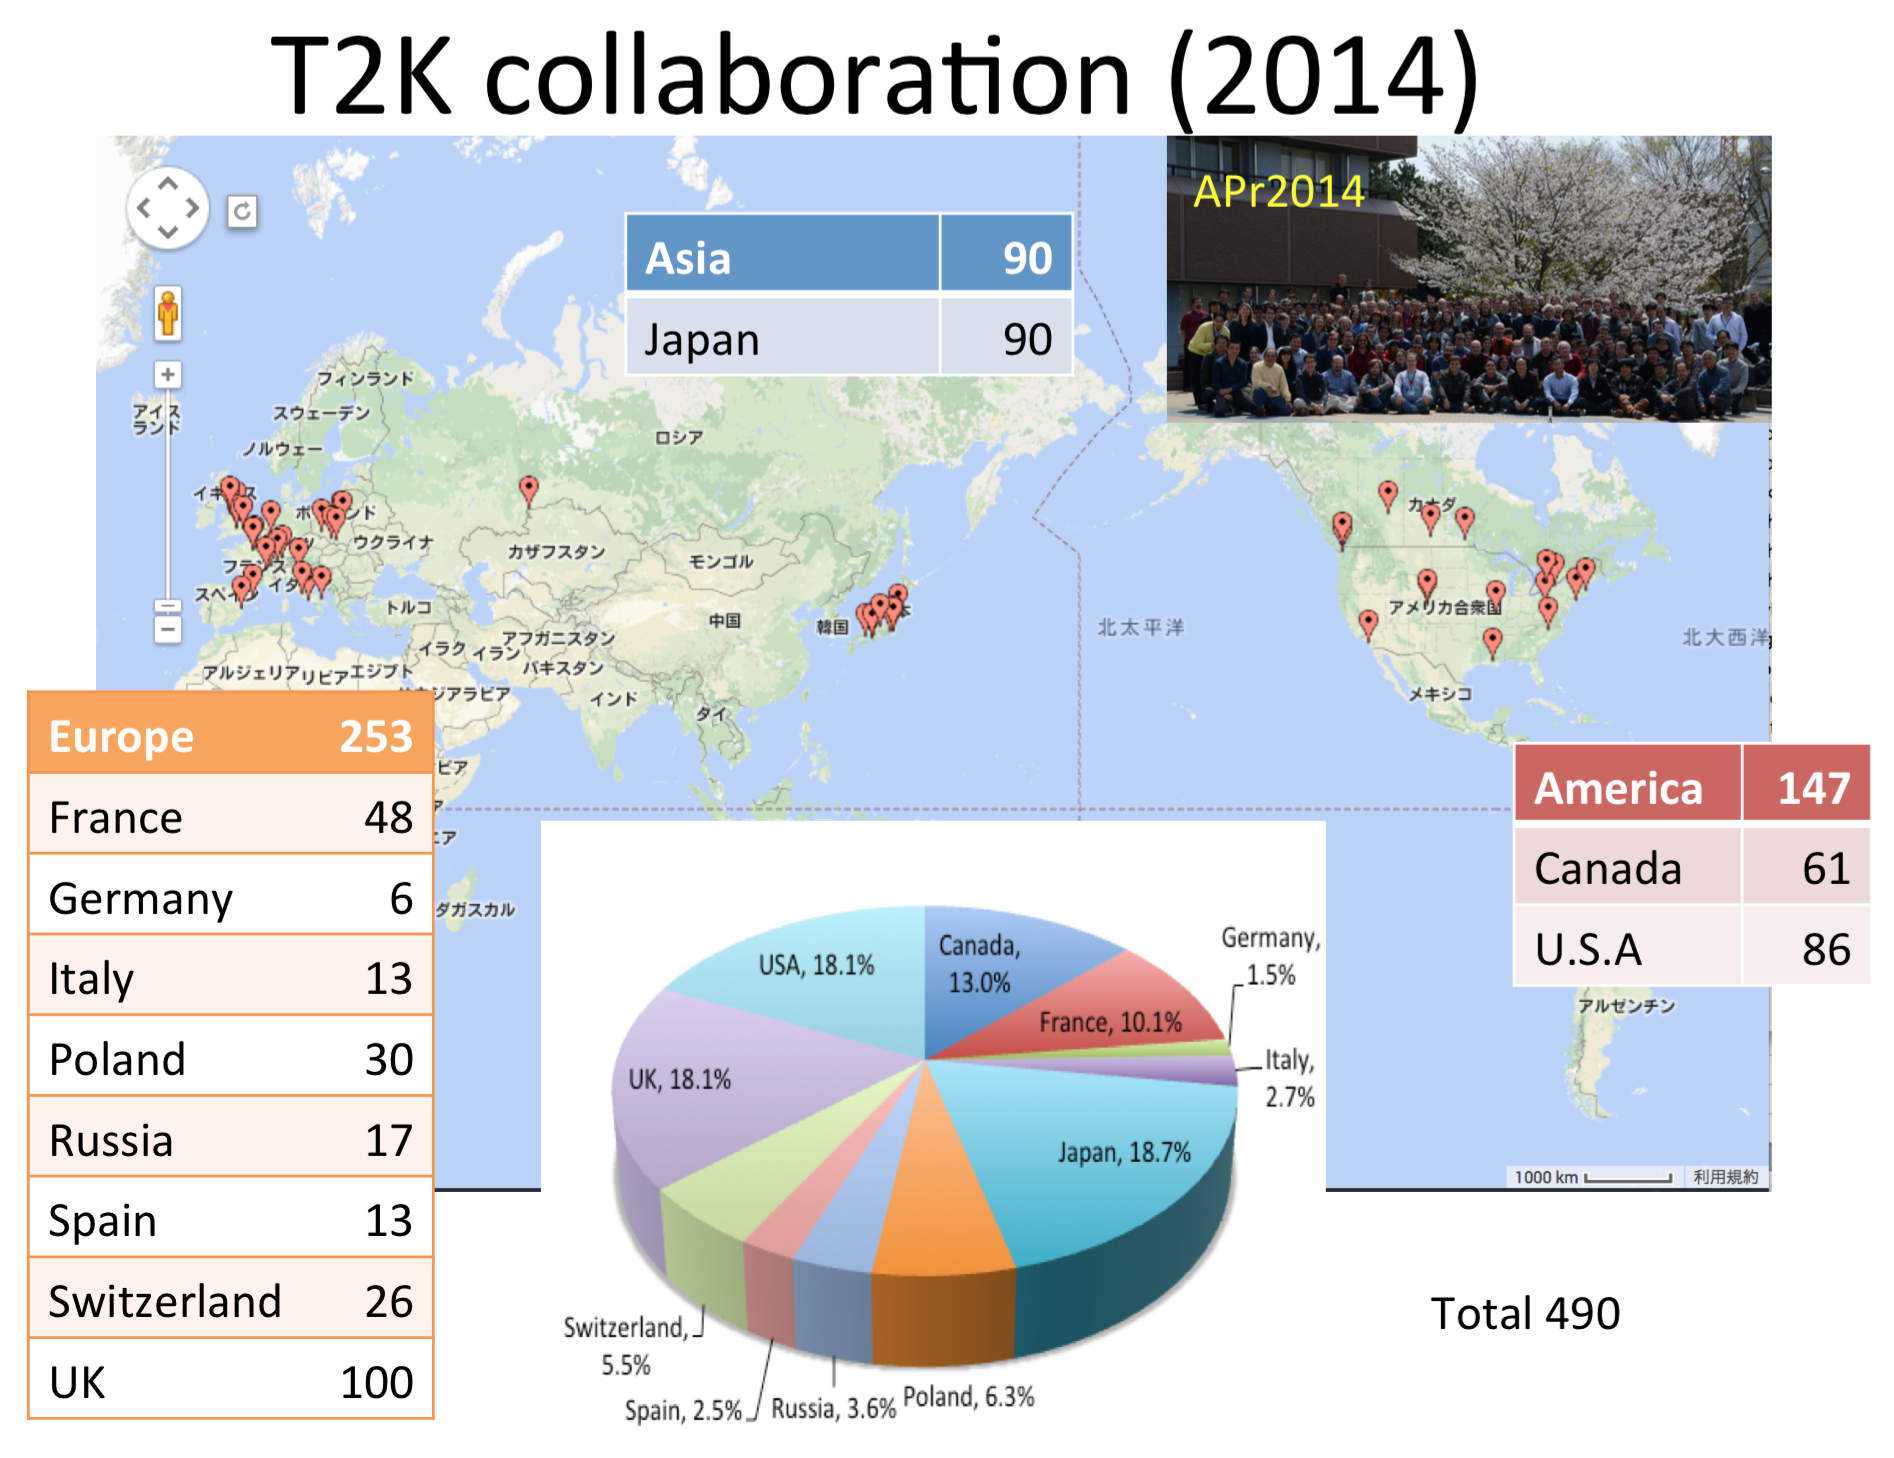 T2K collaboration (2014)
APr2014
Asia 90
Japan 90
フィンランド
アイス
ランド
スウェーデン
ノルウェー
ロシア
ウクライナ
カザフスタン
モンゴル
カナダ
トルコ
中国
韓国
アメリカ合衆国
北太平洋
北大西洋
アフガニスタン
イラク
イラン
パキスタン
アルジェリア
リビア
エジプト
インド
タイ
メキシコ
Europe 253
France 48
Germany 6
Italy 13
Poland 30
Russia 17
Spain 13
Switzerland 26
UK 100
America 147
Canada 61
U.S.A 86
アルゼンチン
ダガスカル
USA, 18.1%
Canada,
13.0%
Germany,
1.5%
France, 10.1%
Italy,
2.7%
UK, 18.1%
Japan, 18.7%
Switzerland,
5.5%
Spain, 2.5%
Russia, 3.6%
Poland, 6.3%
1000 km
利用規約
Total 490